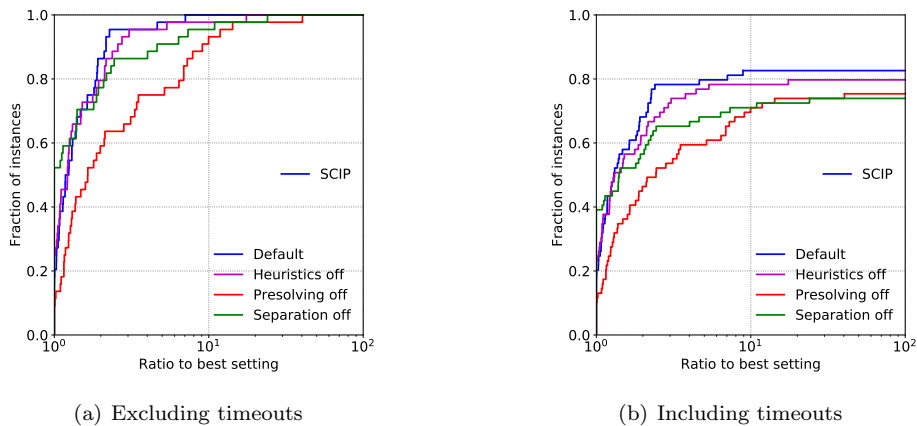 1.0
0.8
0.6
0.4
0.2
0.0
Fraction of instances
SCIP
Default
Heuristics off
Presolving off
Separation off
10^0
10^1
10^2
Ratio to best setting
(a) Excluding timeouts
1.0
0.8
0.6
0.4
0.2
0.0
Fraction of instances
SCIP
Default
Heuristics off
Presolving off
Separation off
10^0
10^1
10^2
Ratio to best setting
(b) Including timeouts